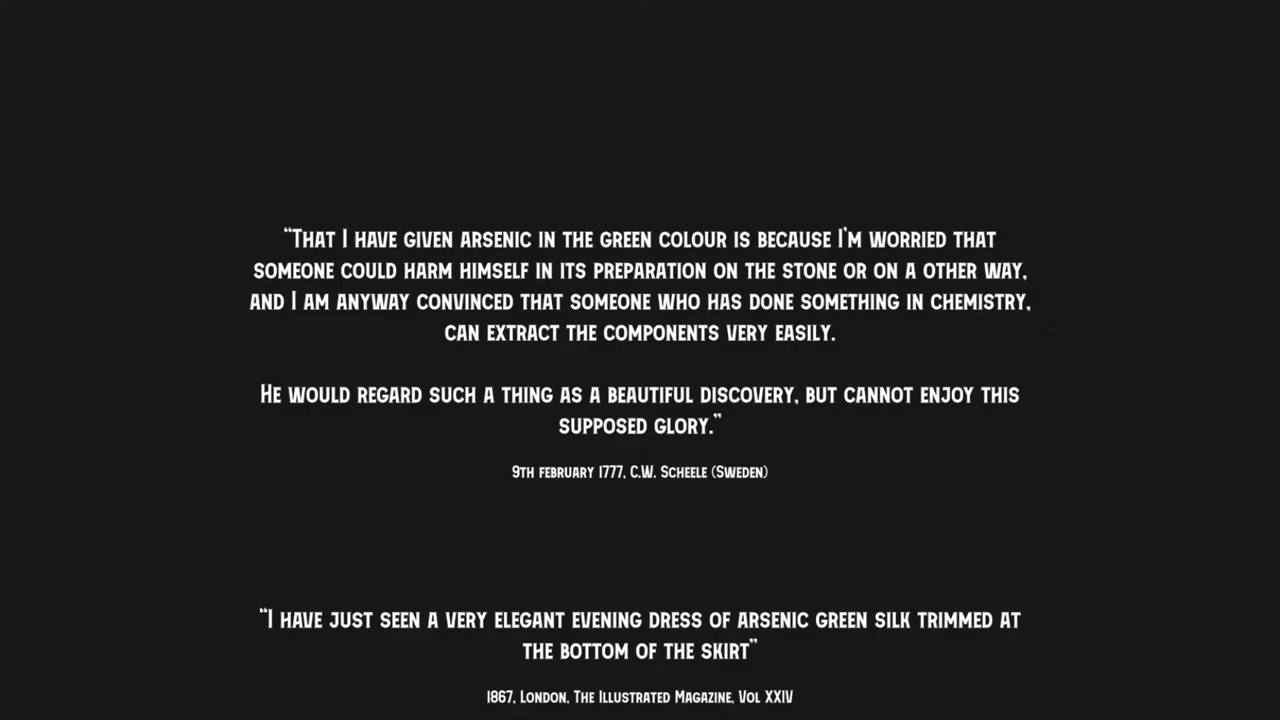 “That I have given arsenic in the green colour is because I’m worried that
someone could harm himself in its preparation on the stone or on a other way,
and I am anyway convinced that someone who has done something in chemistry,
can extract the components very easily.
He would regard such a thing as a beautiful discovery, but cannot enjoy this
supposed glory.”
9th february 1777, C.W. Scheele (Sweden)
“I have just seen a very elegant evening dress of arsenic green silk trimmed at
the bottom of the skirt”
1867, London, The Illustrated Magazine, Vol XXIV